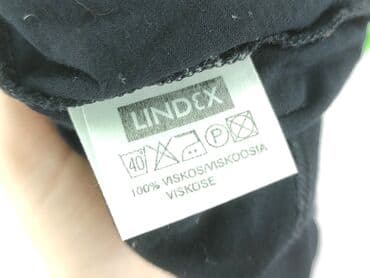 LINDEX
40° P
100% VISKOS/VISKOOSIA
VISKOSE